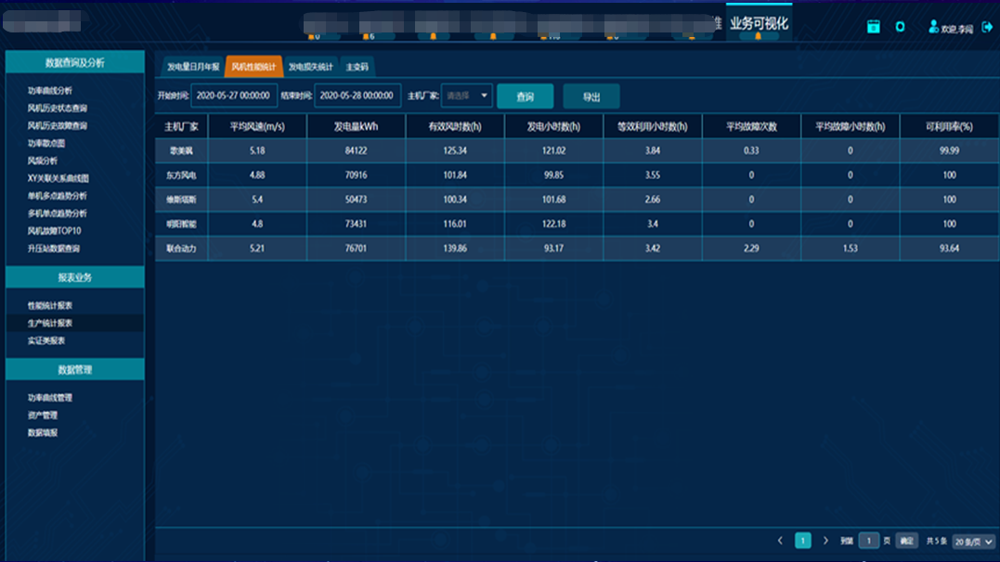 业务可视化
欢迎,李闯
数据查询及分析
功率曲线分析
风机历史状态查询
风机历史故障查询
功率散点图
风频分析
XY关联关系曲线图
单机多点趋势分析
多机单点趋势分析
风机故障TOP10
升压站数据查询
报表业务
性能统计报表
生产统计报表
实证类报表
数据管理
功率曲线管理
资产管理
数据填报
发电量日月年报 风机性能统计 发电损失统计 主变码
开始时间: 2020-05-27 00:00:00 结束时间: 2020-05-28 00:00:00 主机厂家: 请选择 查询 导出
主机厂家 平均风速(m/s) 发电量kWh 有效风时数(h) 发电小时数(h) 等效利用小时数(h) 平均故障次数 平均故障小时数(h) 可利用率(%)
歌美飒 5.18 84122 125.34 121.02 3.84 0.33 0 99.99
东方风电 4.88 70916 101.84 99.85 3.55 0 0 100
维斯塔斯 5.4 50473 100.34 101.68 2.66 0 0 100
明阳智能 4.8 73431 116.01 122.18 3.4 0 0 100
联合动力 5.21 76701 139.86 93.17 3.42 2.29 1.53 93.64
1 到第 1 页 确定 共 5 条 20 条/页